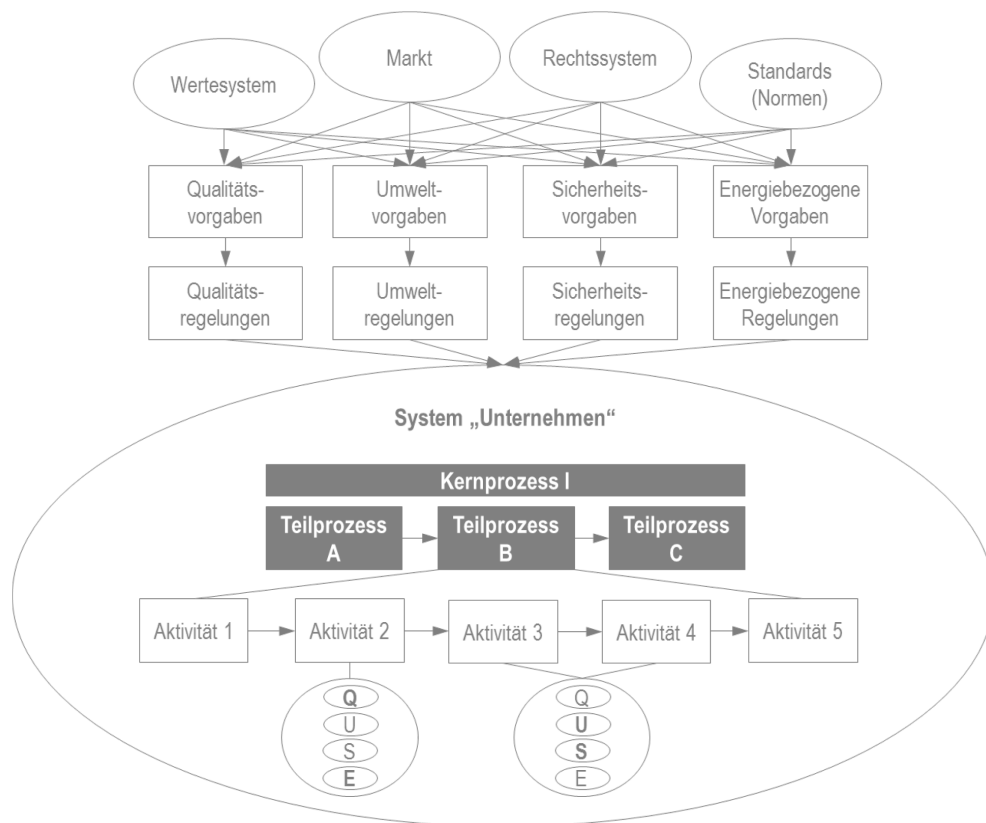 Wertesystem
Markt
Rechtssystem
Standards
(Normen)
Qualitäts-
vorgaben
Umwelt-
vorgaben
Sicherheits-
vorgaben
Energiebezogene
Vorgaben
Qualitäts-
regelungen
Umwelt-
regelungen
Sicherheits-
regelungen
Energiebezogene
Regelungen
System „Unternehmen“
Kernprozess I
Teilprozess
A
Teilprozess
B
Teilprozess
C
Aktivität 1
Aktivität 2
Aktivität 3
Aktivität 4
Aktivität 5
Q
U
S
E
Q
U
S
E